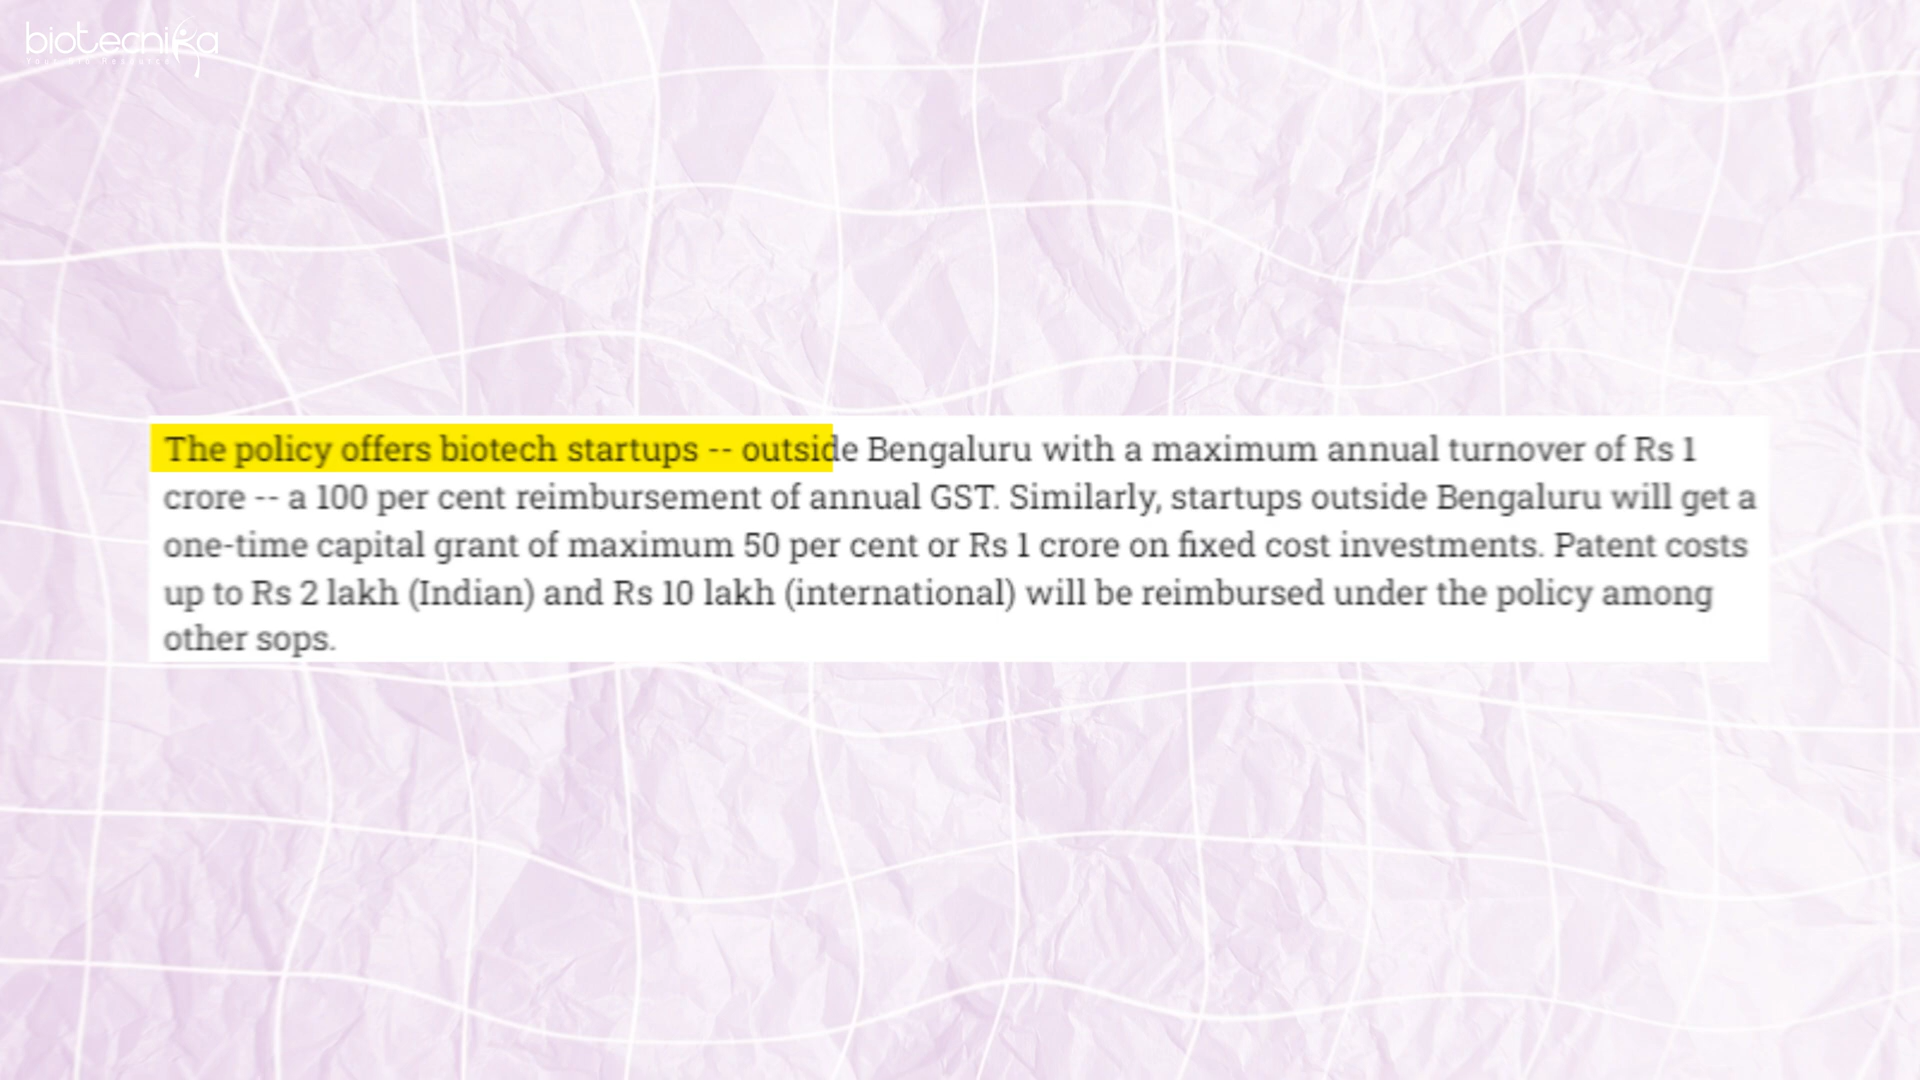 biotecnika
Your Bio Resource
The policy offers biotech startups -- outside Bengaluru with a maximum annual turnover of Rs 1
crore -- a 100 per cent reimbursement of annual GST. Similarly, startups outside Bengaluru will get a
one-time capital grant of maximum 50 per cent or Rs 1 crore on fixed cost investments. Patent costs
up to Rs 2 lakh (Indian) and Rs 10 lakh (international) will be reimbursed under the policy among
other sops.